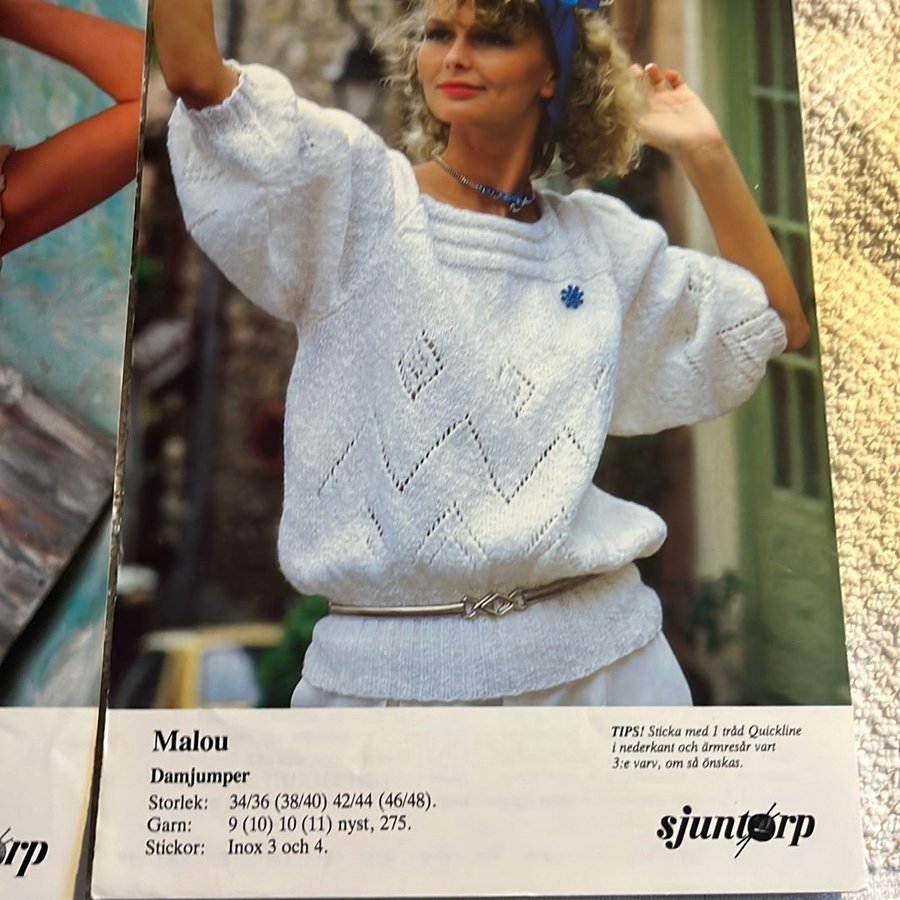 Malou
Damjumper
Storlek: 34/36 (38/40) 42/44 (46/48).
Garn: 9 (10) 10 (11) nyst, 275.
Stickor: Inox 3 och 4.
TIPS! Sticka med 1 tråd Quickline
i nederkant och ärmresår vart
3:e varv, om så önskas.
sjuntorp
rp